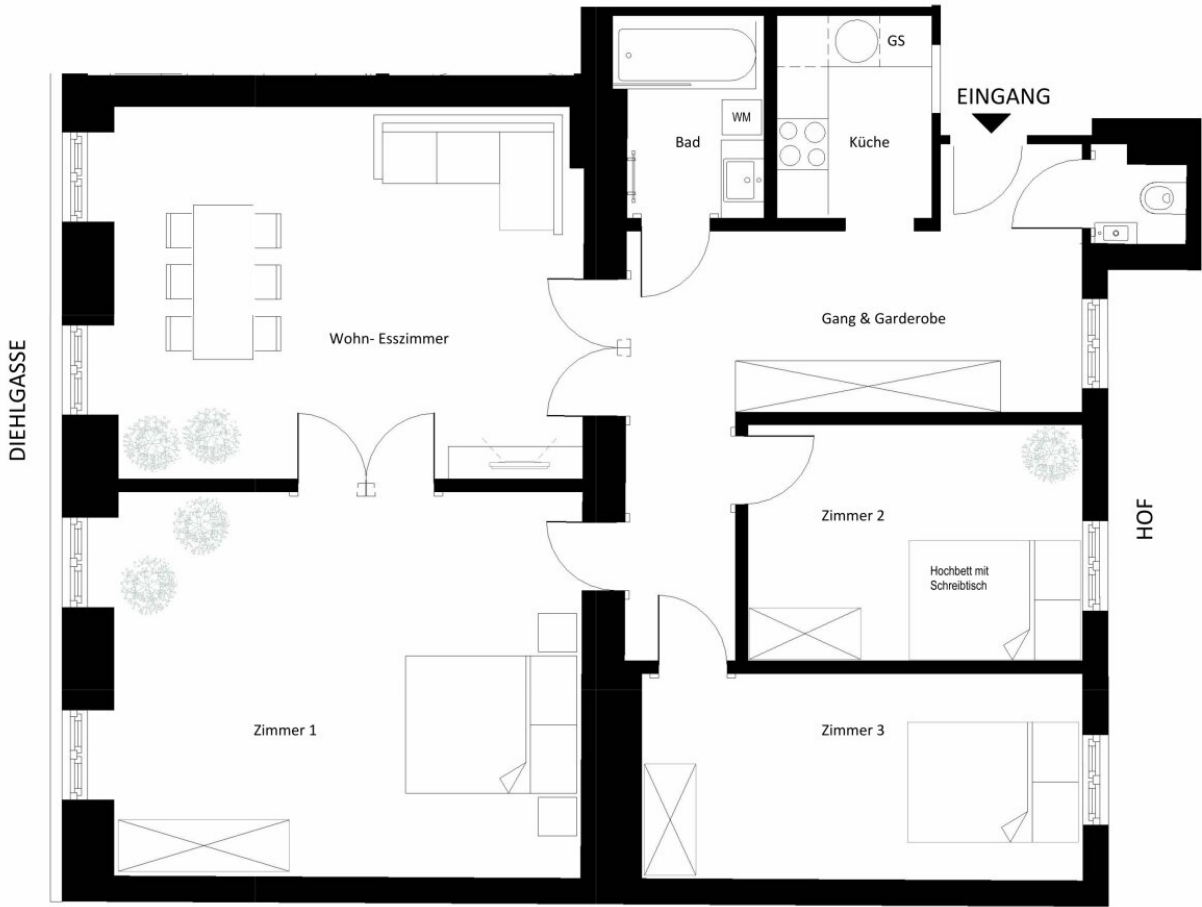 GS
EINGANG
WM
Bad
Küche
Gang & Garderobe
Wohn- Esszimmer
DIEHLGASSE
Zimmer 2
HOF
Hochbett mit
Schreibtisch
Zimmer 1
Zimmer 3